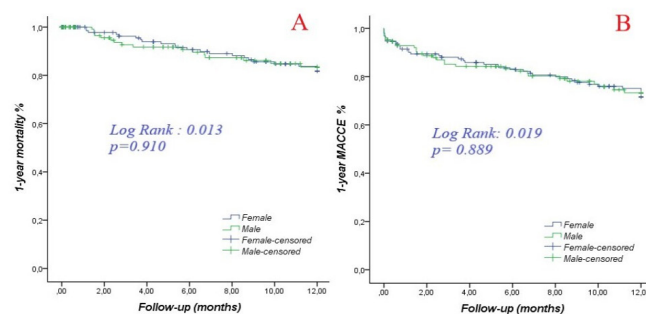 A
1,0
0,8
0,6
0,4
0,2
0,0
1-year mortality %
Log Rank : 0.013
p=0.910
Female
Male
Female-censored
Male-censored
,00 2,00 4,00 6,00 8,00 10,00 12,00
Follow-up (months)
B
1,0
0,8
0,6
0,4
0,2
0,0
1-year MACCE %
Log Rank: 0.019
p= 0.889
Female
Male
Female-censored
Male-censored
,00 2,00 4,00 6,00 8,00 10,00 12,00
Follow-up (months)